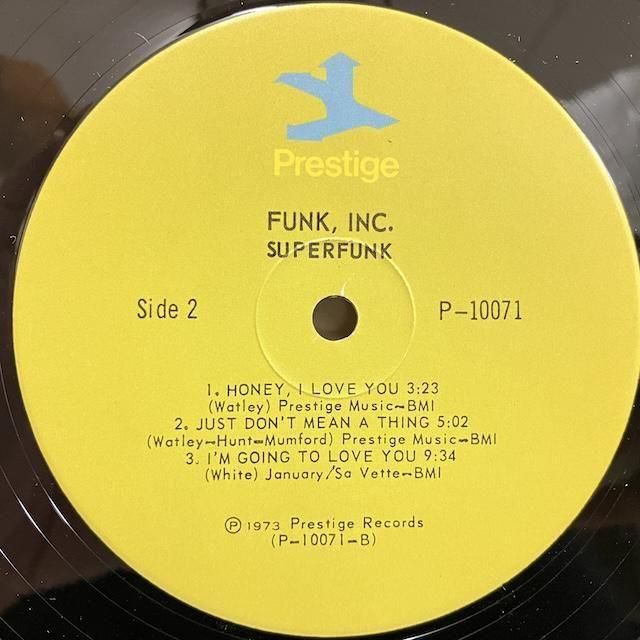 Prestige
FUNK, INC.
SUPERFUNK
Side 2
P-10071
1. HONEY, I LOVE YOU 3:23
(Watley) Prestige Music-BMI
2. JUST DON'T MEAN A THING 5:02
(Watley-Hunt-Mumford) Prestige Music-BMI
3. I'M GOING TO LOVE YOU 9:34
(White) January/Sa Vette-BMI
℗ 1973 Prestige Records
(P-10071-B)